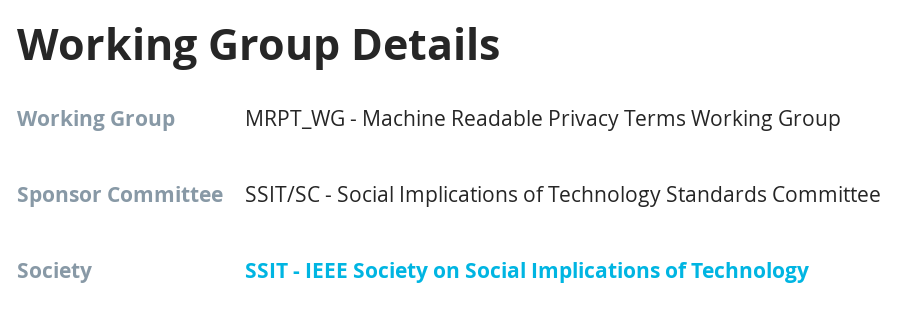 Working Group Details
Working Group MRPT_WG - Machine Readable Privacy Terms Working Group
Sponsor Committee SSIT/SC - Social Implications of Technology Standards Committee
Society SSIT - IEEE Society on Social Implications of Technology